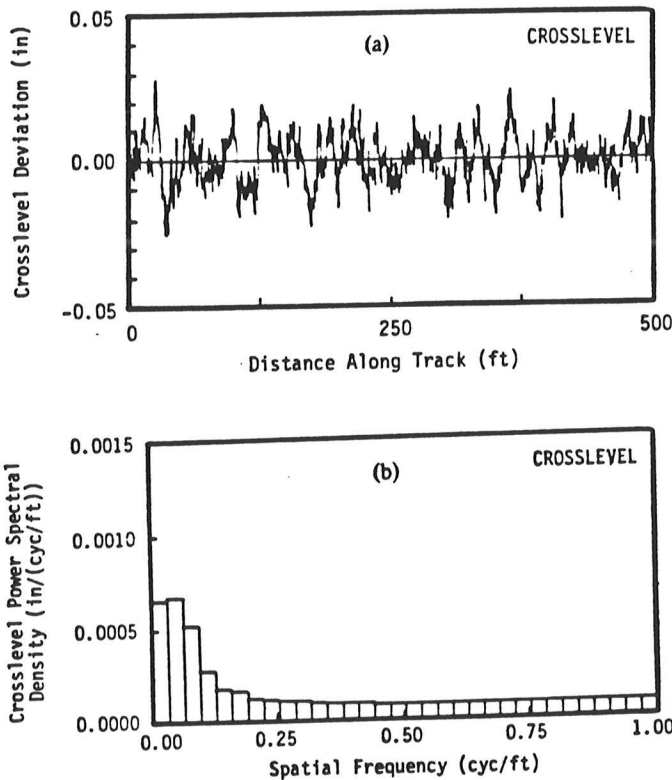 0.05
(a)
CROSSLEVEL
Crosslevel Deviation (in)
0.00
-0.05
0
250
500
Distance Along Track (ft)
0.0015
(b)
CROSSLEVEL
Crosslevel Power Spectral
Density (in/(cyc/ft))
0.0010
0.0005
0.0000
0.00
0.25
0.50
0.75
1.00
Spatial Frequency (cyc/ft)